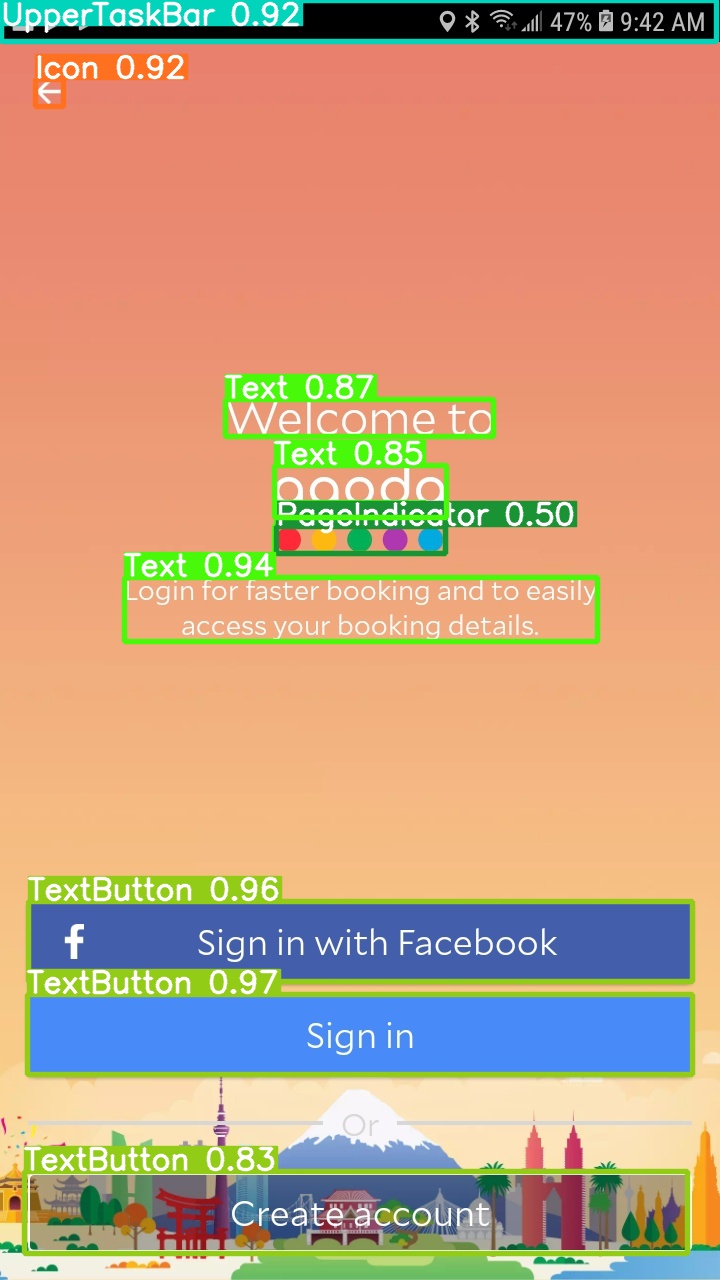 UpperTaskBar 0.92
47% 9:42 AM
Icon 0.92
Text 0.87
Welcome to
Text 0.85
agoda
PageIndicator 0.50
Text 0.94
Login for faster booking and to easily
access your booking details.
TextButton 0.96
f Sign in with Facebook
TextButton 0.97
Sign in
Or
TextButton 0.83
Create account